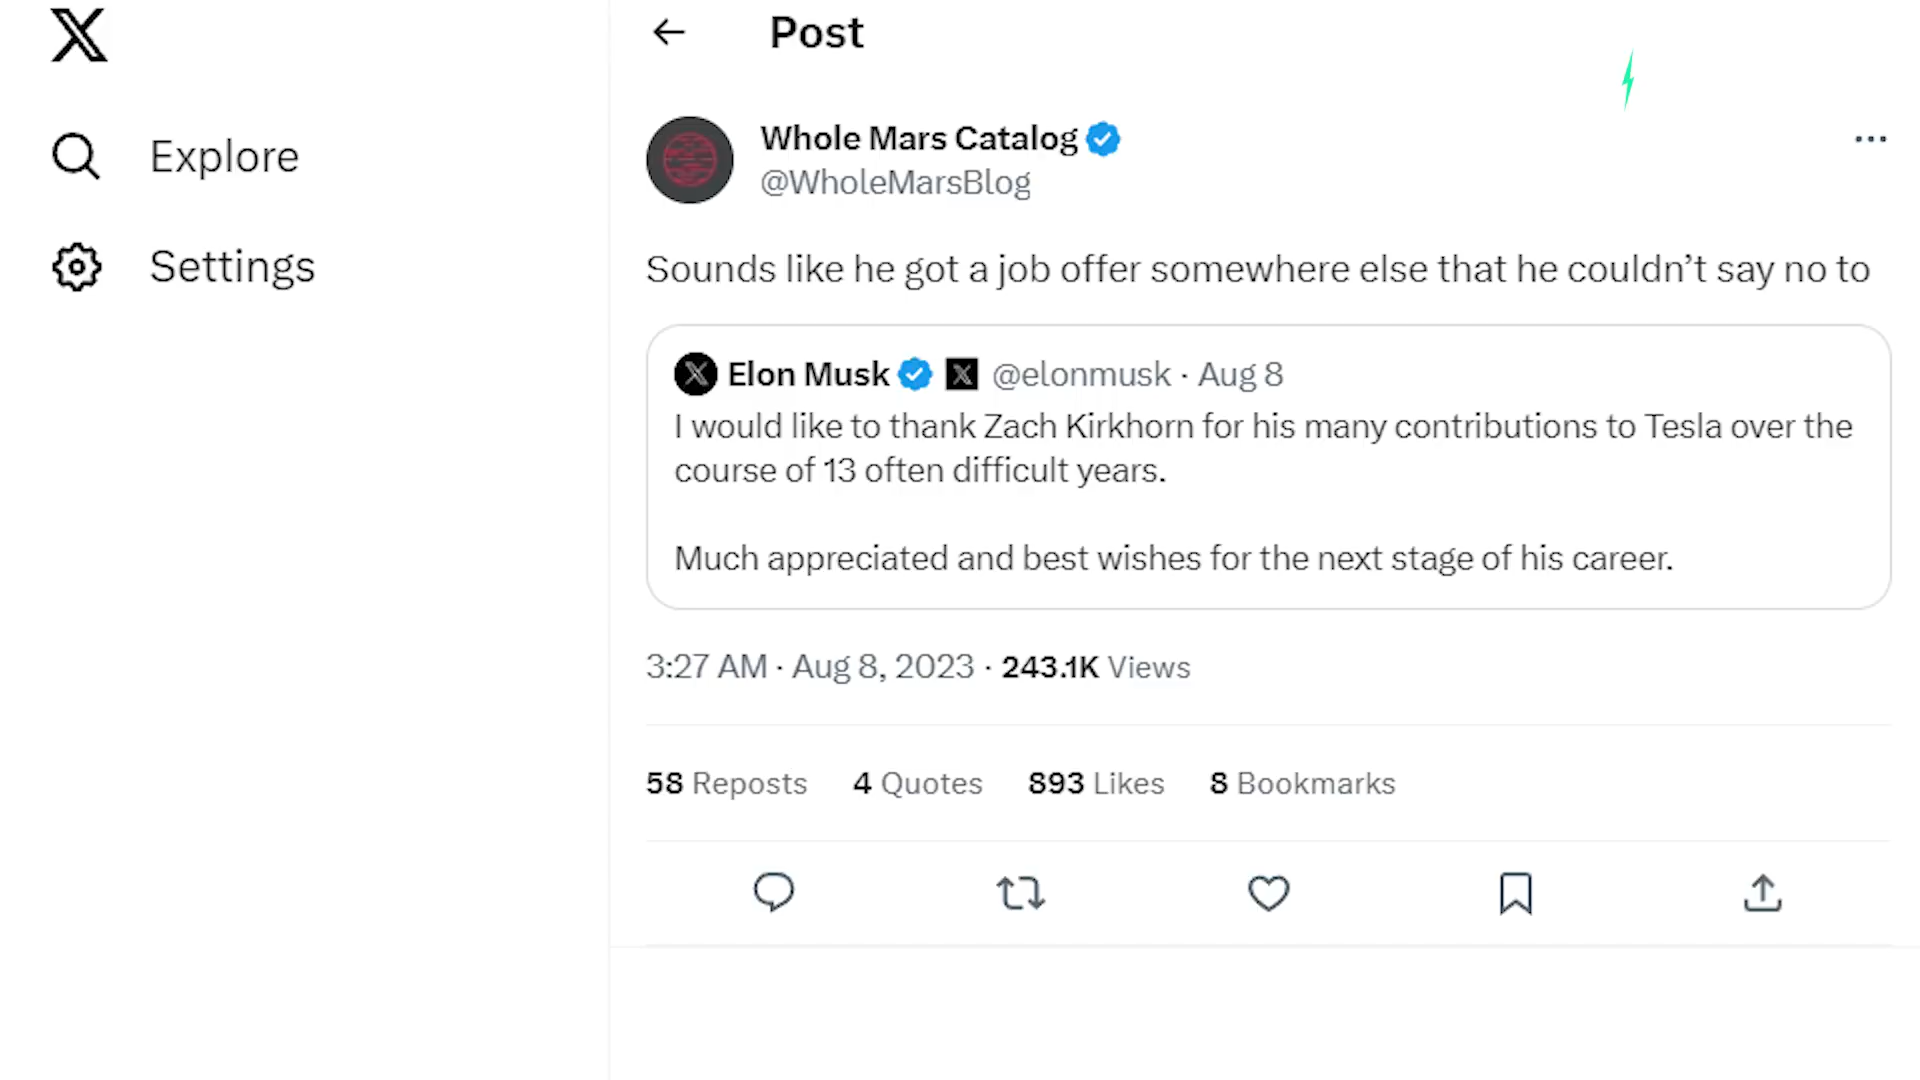 Post
Explore
Settings
Whole Mars Catalog
@WholeMarsBlog
Sounds like he got a job offer somewhere else that he couldn’t say no to
Elon Musk @elonmusk · Aug 8
I would like to thank Zach Kirkhorn for his many contributions to Tesla over the
course of 13 often difficult years.
Much appreciated and best wishes for the next stage of his career.
3:27 AM · Aug 8, 2023 · 243.1K Views
58 Reposts 4 Quotes 893 Likes 8 Bookmarks